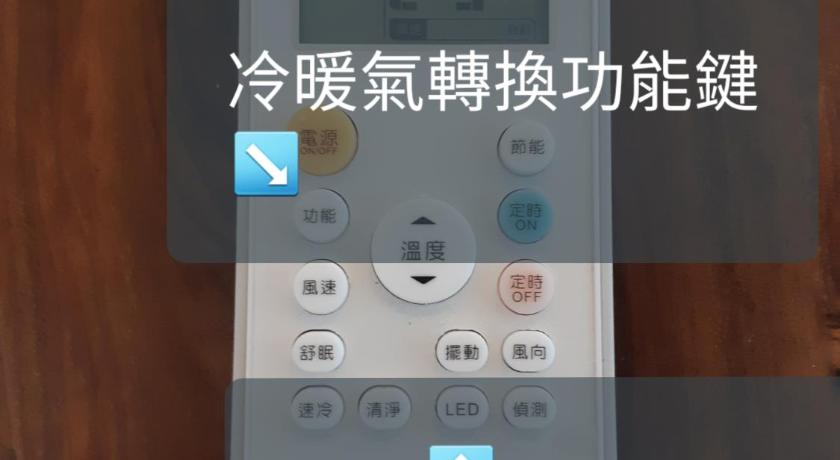 冷暖氣轉換功能鍵
電源
ON/OFF
節能
功能
定時
ON
溫度
風速
定時
OFF
舒眠
擺動
風向
速冷
清淨
LED
偵測